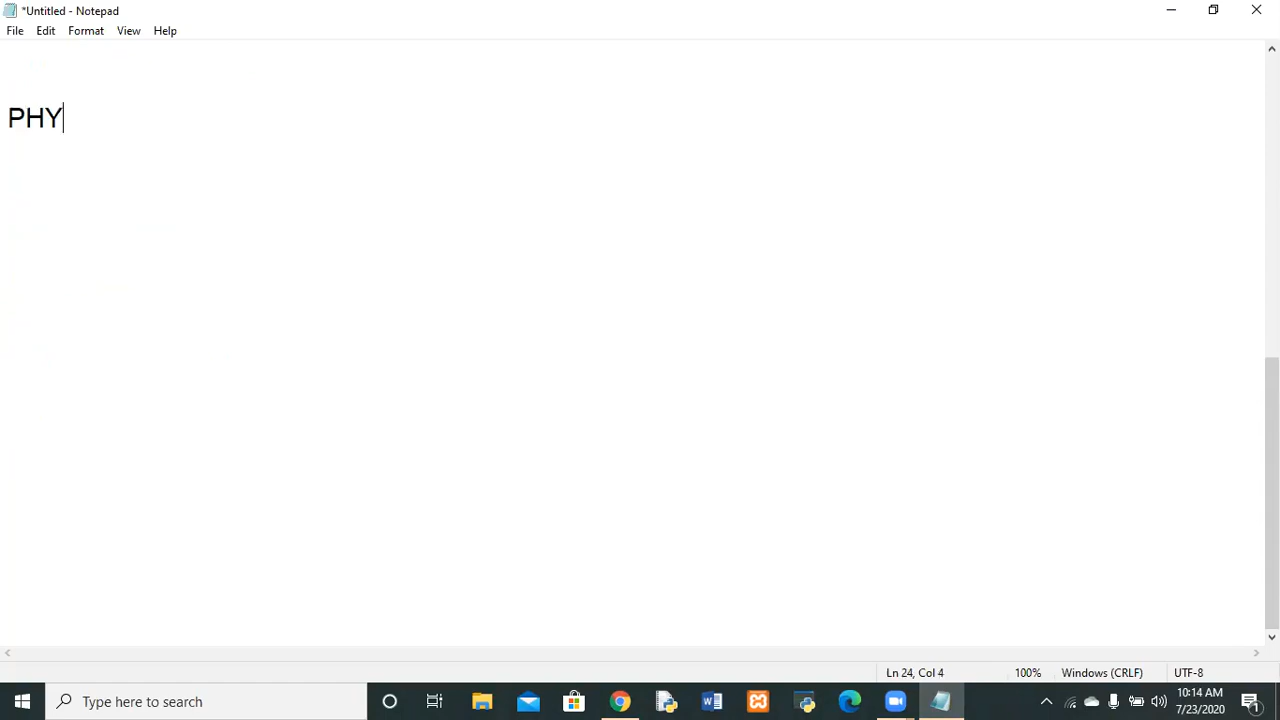 *Untitled - Notepad
File Edit Format View Help
PHY
Ln 24, Col 4 100% Windows (CRLF) UTF-8
Type here to search
10:14 AM
7/23/2020
1